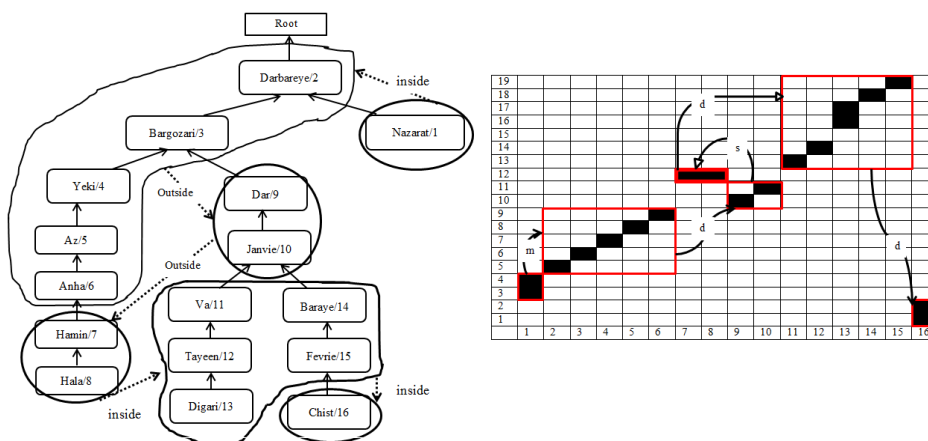 Root
Darbareye/2
inside
Nazarat/1
Bargozari/3
Yeki/4
Outside
Dar/9
Az/5
Janvie/10
Outside
Anha/6
Va/11
Baraye/14
Hamin/7
Tayeen/12
Fevrie/15
Hala/8
inside
Digari/13
Chist/16
inside
19
18
17
16
15
14
13
12
11
10
9
8
7
6
5
4
3
2
1
d
s
d
m
d
1 2 3 4 5 6 7 8 9 10 11 12 13 14 15 16